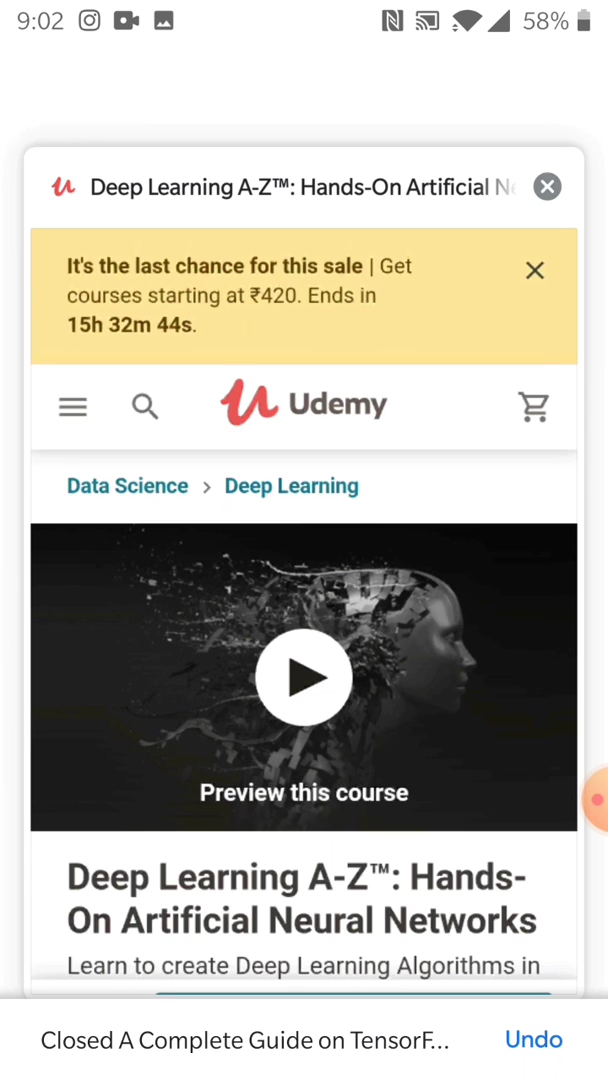 9:02 58%
Deep Learning A-Z™: Hands-On Artificial
It's the last chance for this sale | Get
courses starting at ₹420. Ends in
15h 32m 44s.
Udemy
Data Science > Deep Learning
Preview this course
Deep Learning A-Z™: Hands-
On Artificial Neural Networks
Learn to create Deep Learning Algorithms in
Closed A Complete Guide on TensorF... Undo